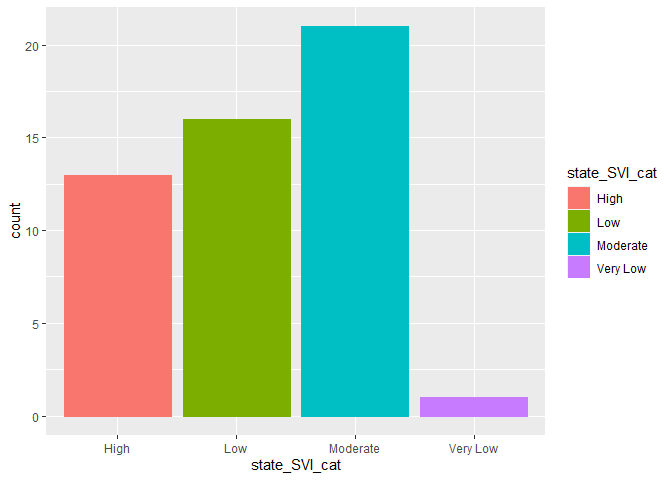 20
15
10
5
0
count
High
Low
Moderate
Very Low
state_SVI_cat
state_SVI_cat
High
Low
Moderate
Very Low